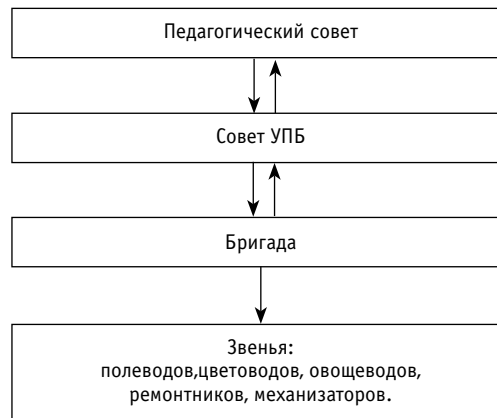 Педагогический совет
Совет УПБ
Бригада
Звенья:
полеводов,цветоводов, овощеводов,
ремонтников, механизаторов.